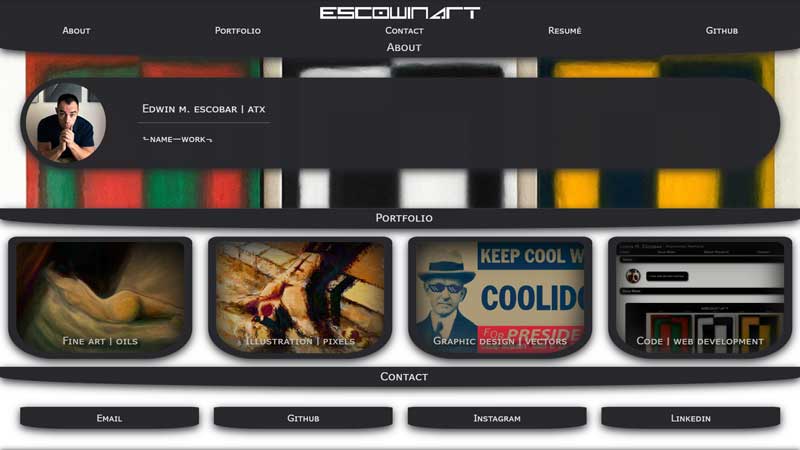 ESCOWINART
About Portfolio Contact Resumé Github
About
Edwin M. Escobar | ATX
name—work
Portfolio
KEEP COOL W
COOLID
FOR PRESIDE
Fine art | oils
Illustration | pixels
Graphic design | vectors
Code | web development
Contact
Email Github Instagram Linkedin